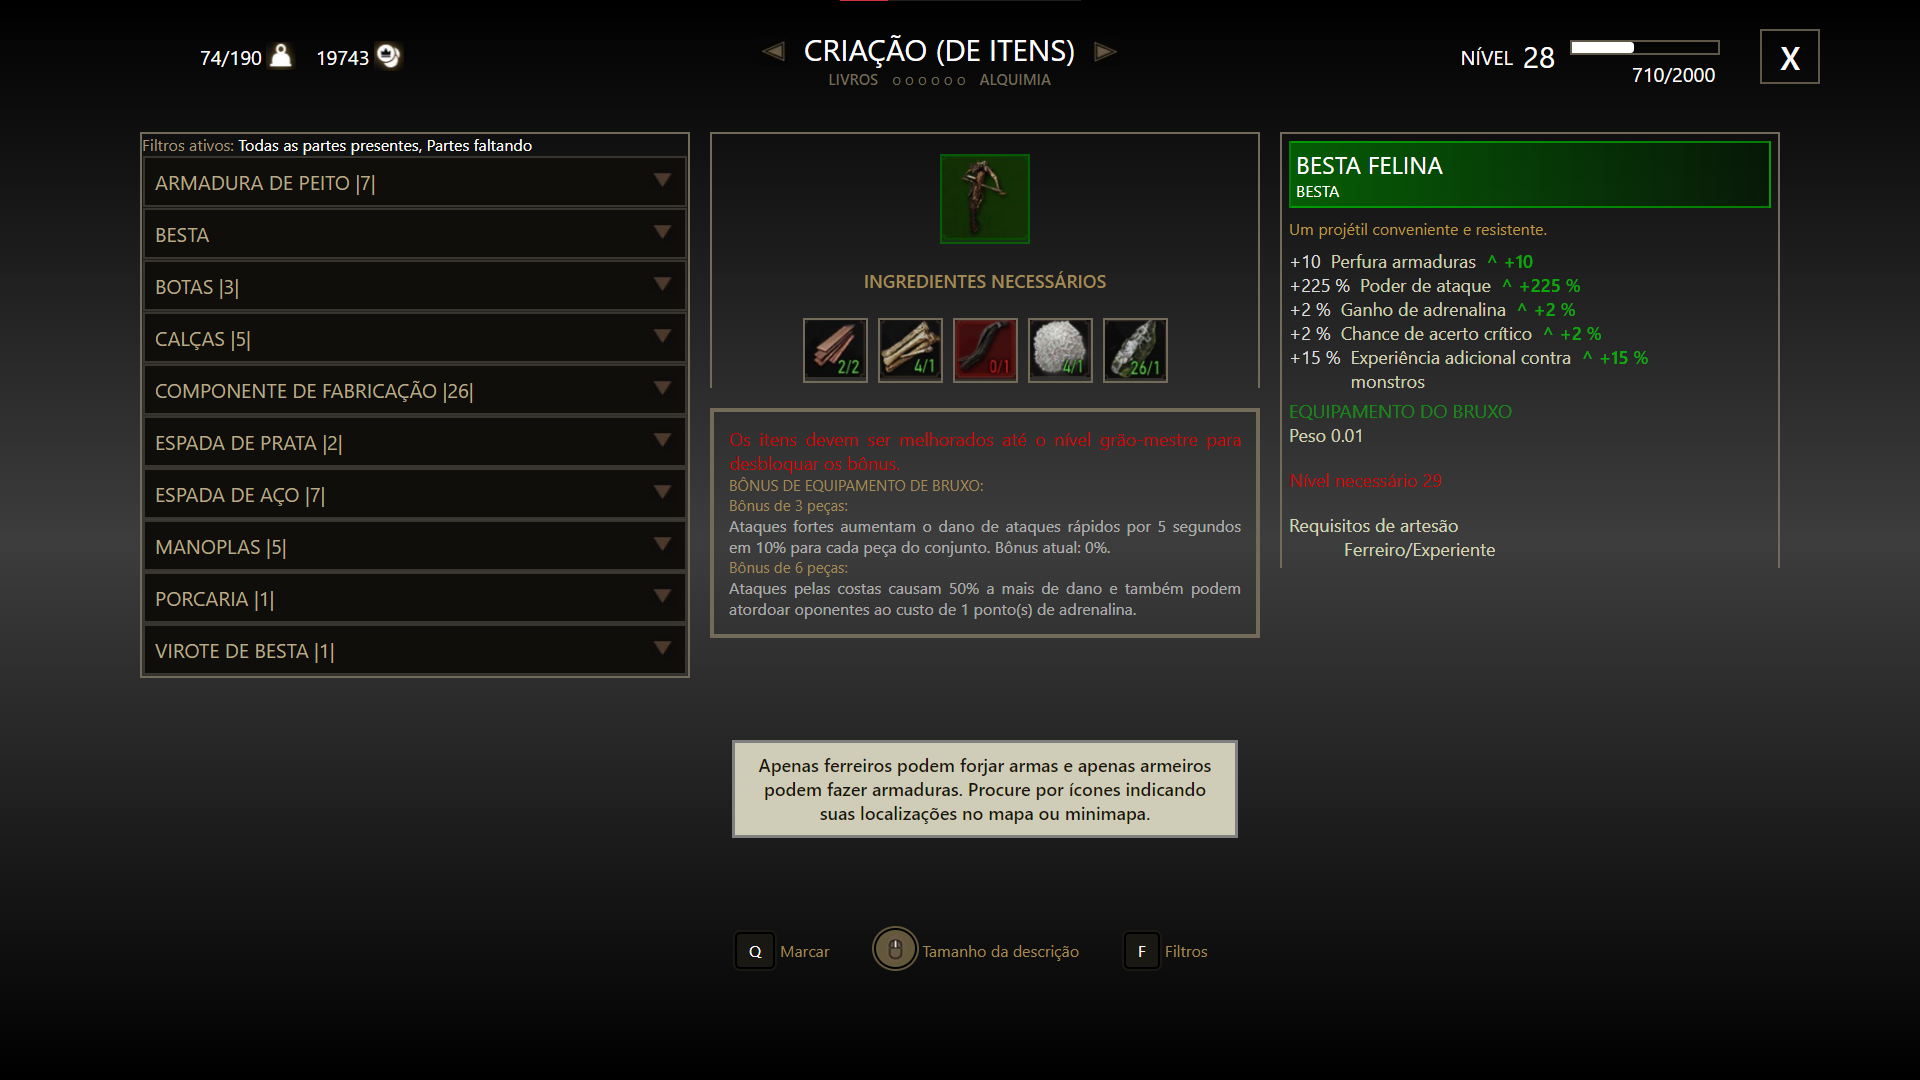 74/190 19743
CRIAÇÃO (DE ITENS)
LIVROS ALQUIMIA
NÍVEL 28
710/2000
X
Filtros ativos: Todas as partes presentes, Partes faltando
ARMADURA DE PEITO |7|
BESTA
BOTAS |3|
CALÇAS |5|
COMPONENTE DE FABRICAÇÃO |26|
ESPADA DE PRATA |2|
ESPADA DE AÇO |7|
MANOPLAS |5|
PORCARIA |1|
VIROTE DE BESTA |1|
INGREDIENTES NECESSÁRIOS
2/2 4/1 0/1 4/1 26/1
Os itens devem ser melhorados até o nível grão-mestre para
desbloquar os bônus.
BÔNUS DE EQUIPAMENTO DE BRUXO:
Bônus de 3 peças:
Ataques fortes aumentam o dano de ataques rápidos por 5 segundos
em 10% para cada peça do conjunto. Bônus atual: 0%.
Bônus de 6 peças:
Ataques pelas costas causam 50% a mais de dano e também podem
atordoar oponentes ao custo de 1 ponto(s) de adrenalina.
Apenas ferreiros podem forjar armas e apenas armeiros
podem fazer armaduras. Procure por ícones indicando
suas localizações no mapa ou minimapa.
BESTA FELINA
BESTA
Um projétil conveniente e resistente.
+10 Perfura armaduras ^ +10
+225 % Poder de ataque ^ +225 %
+2 % Ganho de adrenalina ^ +2 %
+2 % Chance de acerto crítico ^ +2 %
+15 % Experiência adicional contra ^ +15 %
monstros
EQUIPAMENTO DO BRUXO
Peso 0.01
Nível necessário 29
Requisitos de artesão
Ferreiro/Experiente
Q Marcar Tamanho da descrição F Filtros